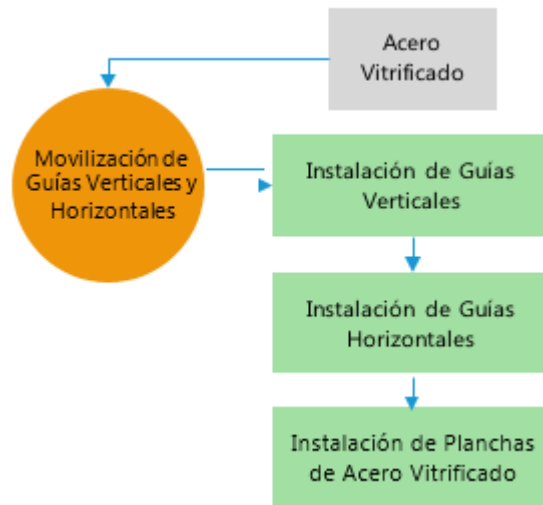 Acero
Vitrificado
Movilización de
Guías Verticales y
Horizontales
Instalación de Guías
Verticales
Instalación de Guías
Horizontales
Instalación de Planchas
de Acero Vitrificado